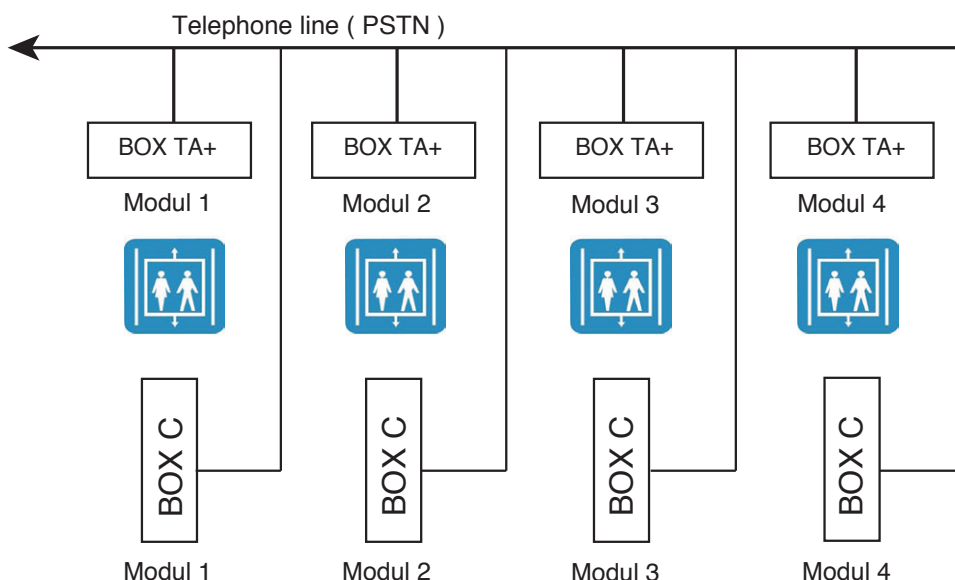 Telephone line ( PSTN )
BOX TA+ BOX TA+ BOX TA+ BOX TA+
Modul 1 Modul 2 Modul 3 Modul 4
BOX C BOX C BOX C BOX C
Modul 1 Modul 2 Modul 3 Modul 4